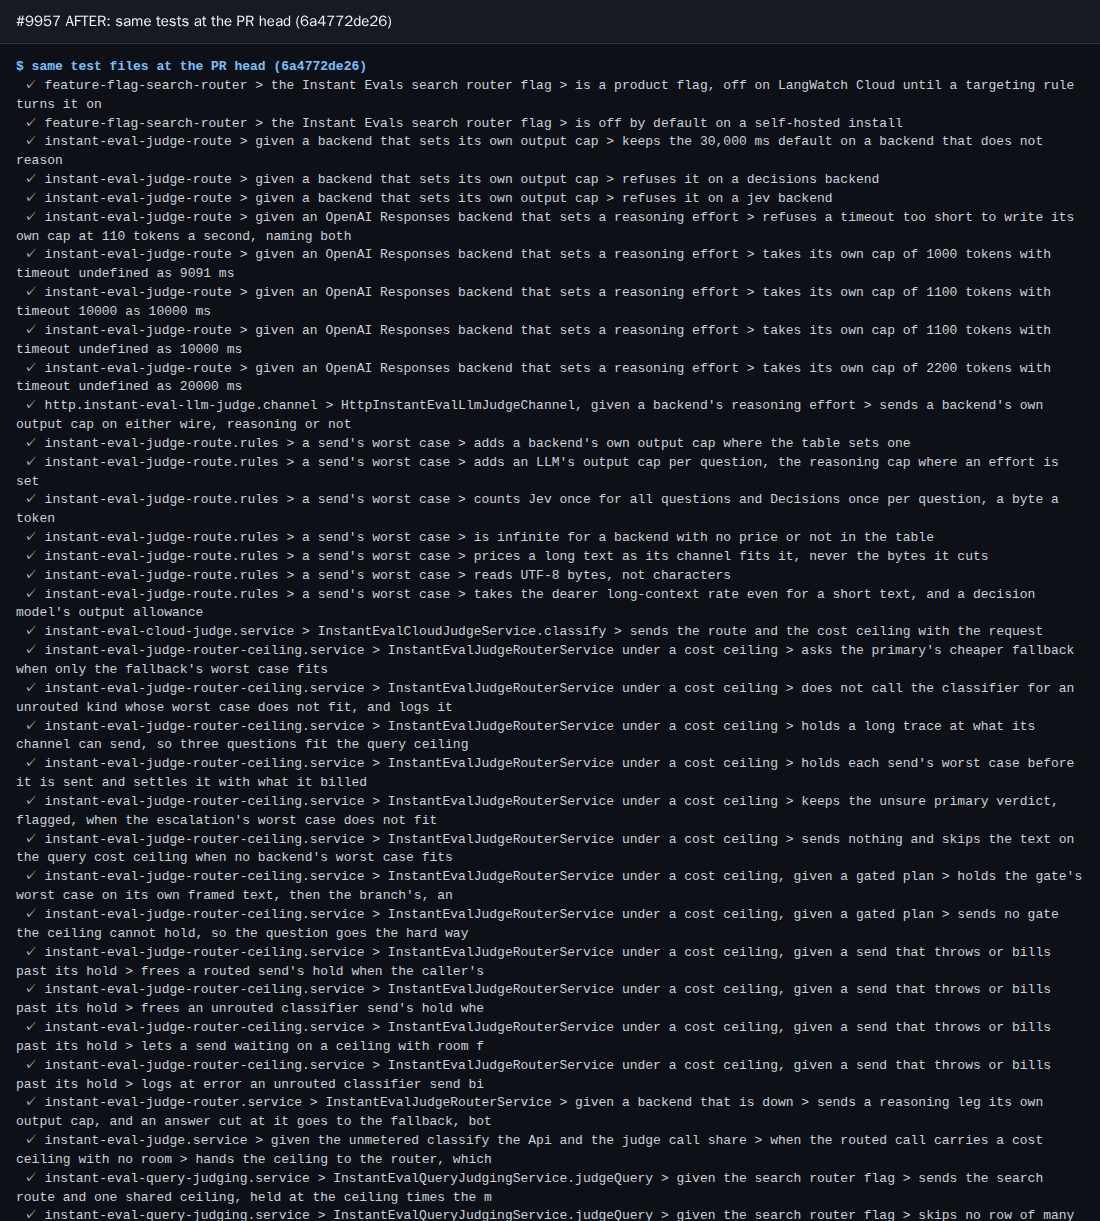 #9957 AFTER: same tests at the PR head (6a4772de26)
$ same test files at the PR head (6a4772de26)
✓ feature-flag-search-router > the Instant Evals search router flag > is a product flag, off on LangWatch Cloud until a targeting rule
turns it on
✓ feature-flag-search-router > the Instant Evals search router flag > is off by default on a self-hosted install
✓ instant-eval-judge-route > given a backend that sets its own output cap > keeps the 30,000 ms default on a backend that does not
reason
✓ instant-eval-judge-route > given a backend that sets its own output cap > refuses it on a decisions backend
✓ instant-eval-judge-route > given a backend that sets its own output cap > refuses it on a jev backend
✓ instant-eval-judge-route > given an OpenAI Responses backend that sets a reasoning effort > refuses a timeout too short to write its
own cap at 110 tokens a second, naming both
✓ instant-eval-judge-route > given an OpenAI Responses backend that sets a reasoning effort > takes its own cap of 1000 tokens with
timeout undefined as 9091 ms
✓ instant-eval-judge-route > given an OpenAI Responses backend that sets a reasoning effort > takes its own cap of 1100 tokens with
timeout 10000 as 10000 ms
✓ instant-eval-judge-route > given an OpenAI Responses backend that sets a reasoning effort > takes its own cap of 1100 tokens with
timeout undefined as 10000 ms
✓ instant-eval-judge-route > given an OpenAI Responses backend that sets a reasoning effort > takes its own cap of 2200 tokens with
timeout undefined as 20000 ms
✓ http.instant-eval-llm-judge.channel > HttpInstantEvalLlmJudgeChannel, given a backend's reasoning effort > sends a backend's own
output cap on either wire, reasoning or not
✓ instant-eval-judge-route.rules > a send's worst case > adds a backend's own output cap where the table sets one
✓ instant-eval-judge-route.rules > a send's worst case > adds an LLM's output cap per question, the reasoning cap where an effort is
set
✓ instant-eval-judge-route.rules > a send's worst case > counts Jev once for all questions and Decisions once per question, a byte a
token
✓ instant-eval-judge-route.rules > a send's worst case > is infinite for a backend with no price or not in the table
✓ instant-eval-judge-route.rules > a send's worst case > prices a long text as its channel fits it, never the bytes it cuts
✓ instant-eval-judge-route.rules > a send's worst case > reads UTF-8 bytes, not characters
✓ instant-eval-judge-route.rules > a send's worst case > takes the dearer long-context rate even for a short text, and a decision
model's output allowance
✓ instant-eval-cloud-judge.service > InstantEvalCloudJudgeService.classify > sends the route and the cost ceiling with the request
✓ instant-eval-judge-router-ceiling.service > InstantEvalJudgeRouterService under a cost ceiling > asks the primary's cheaper fallback
when only the fallback's worst case fits
✓ instant-eval-judge-router-ceiling.service > InstantEvalJudgeRouterService under a cost ceiling > does not call the classifier for an
unrouted kind whose worst case does not fit, and logs it
✓ instant-eval-judge-router-ceiling.service > InstantEvalJudgeRouterService under a cost ceiling > holds a long trace at what its
channel can send, so three questions fit the query ceiling
✓ instant-eval-judge-router-ceiling.service > InstantEvalJudgeRouterService under a cost ceiling > holds each send's worst case before
it is sent and settles it with what it billed
✓ instant-eval-judge-router-ceiling.service > InstantEvalJudgeRouterService under a cost ceiling > keeps the unsure primary verdict,
flagged, when the escalation's worst case does not fit
✓ instant-eval-judge-router-ceiling.service > InstantEvalJudgeRouterService under a cost ceiling > sends nothing and skips the text on
the query cost ceiling when no backend's worst case fits
✓ instant-eval-judge-router-ceiling.service > InstantEvalJudgeRouterService under a cost ceiling, given a gated plan > holds the gate's
worst case on its own framed text, then the branch's, an
✓ instant-eval-judge-router-ceiling.service > InstantEvalJudgeRouterService under a cost ceiling, given a gated plan > sends no gate
the ceiling cannot hold, so the question goes the hard way
✓ instant-eval-judge-router-ceiling.service > InstantEvalJudgeRouterService under a cost ceiling, given a send that throws or bills
past its hold > frees a routed send's hold when the caller's
✓ instant-eval-judge-router-ceiling.service > InstantEvalJudgeRouterService under a cost ceiling, given a send that throws or bills
past its hold > frees an unrouted classifier send's hold whe
✓ instant-eval-judge-router-ceiling.service > InstantEvalJudgeRouterService under a cost ceiling, given a send that throws or bills
past its hold > lets a send waiting on a ceiling with room f
✓ instant-eval-judge-router-ceiling.service > InstantEvalJudgeRouterService under a cost ceiling, given a send that throws or bills
past its hold > logs at error an unrouted classifier send bi
✓ instant-eval-judge-router.service > InstantEvalJudgeRouterService > given a backend that is down > sends a reasoning leg its own
output cap, and an answer cut at it goes to the fallback, bot
✓ instant-eval-judge.service > given the unmetered classify the Api and the judge call share > when the routed call carries a cost
ceiling with no room > hands the ceiling to the router, which
✓ instant-eval-query-judging.service > InstantEvalQueryJudgingService.judgeQuery > given the search router flag > sends the search
route and one shared ceiling, held at the ceiling times the m
✓ instant-eval-query-judging.service > InstantEvalQueryJudgingService.judgeQuery > given the search router flag > skips no row of many